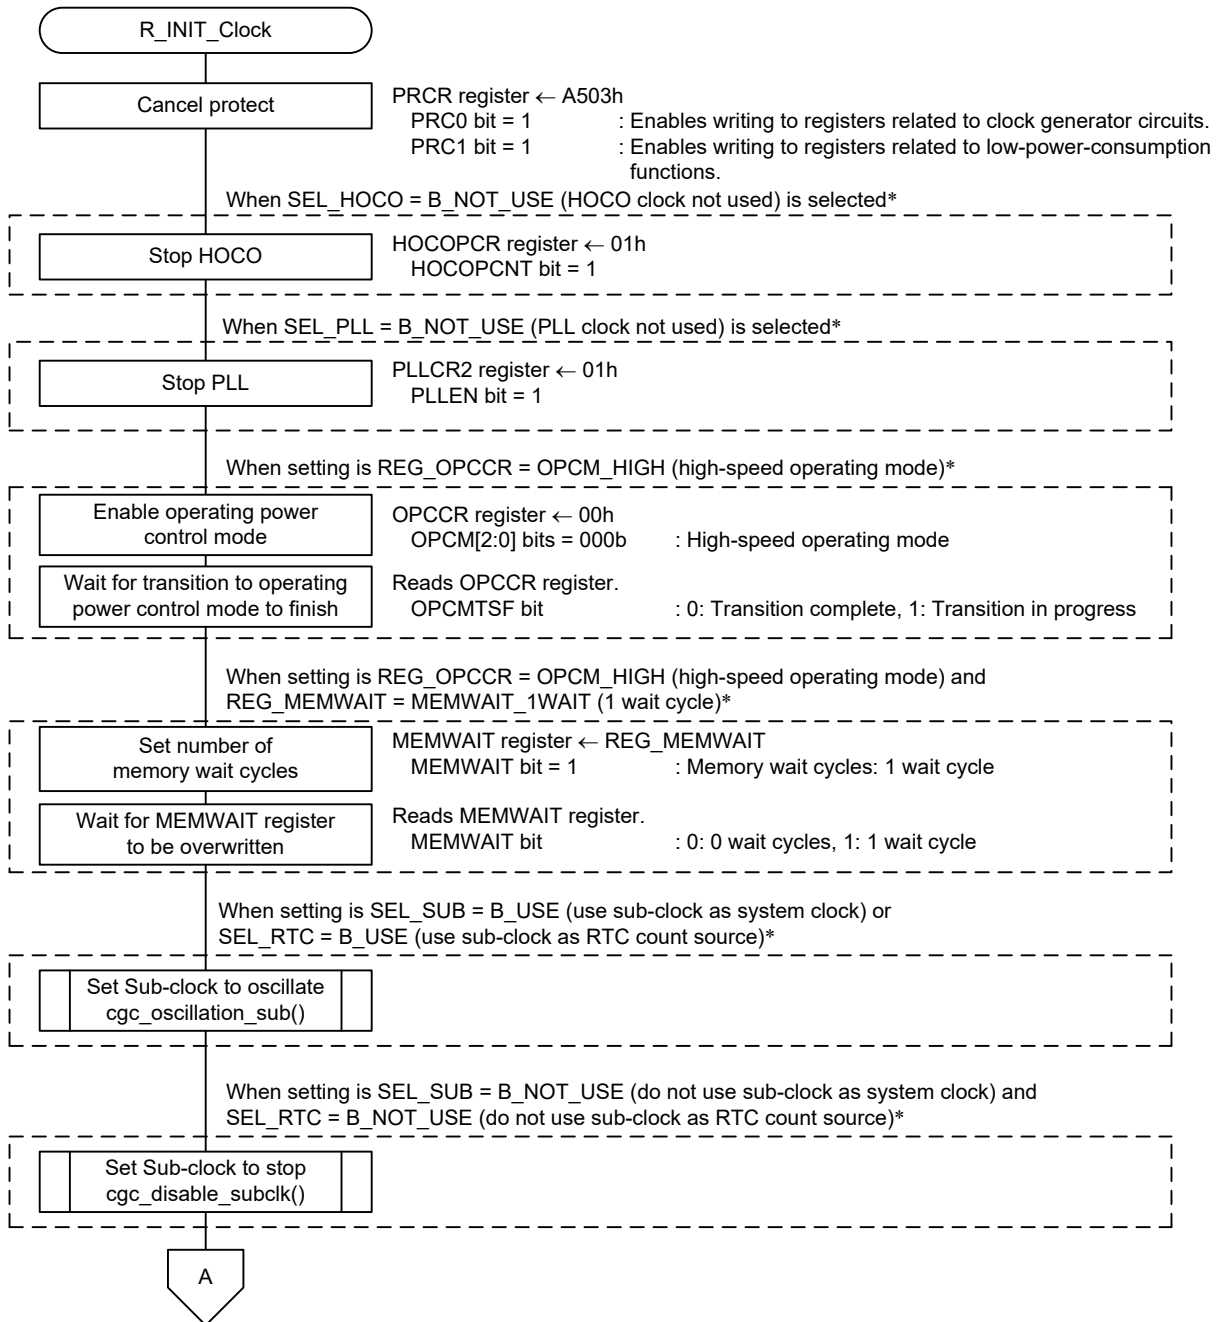 R_INIT_Clock
Cancel protect
PRCR register ← A503h
PRC0 bit = 1 : Enables writing to registers related to clock generator circuits.
PRC1 bit = 1 : Enables writing to registers related to low-power-consumption
functions.
When SEL_HOCO = B_NOT_USE (HOCO clock not used) is selected*
Stop HOCO
HOCOPCR register ← 01h
HOCOPCNT bit = 1
When SEL_PLL = B_NOT_USE (PLL clock not used) is selected*
Stop PLL
PLLCR2 register ← 01h
PLLEN bit = 1
When setting is REG_OPCCR = OPCM_HIGH (high-speed operating mode)*
Enable operating power
control mode
OPCCR register ← 00h
OPCM[2:0] bits = 000b : High-speed operating mode
Wait for transition to operating
power control mode to finish
Reads OPCCR register.
OPCMTSF bit : 0: Transition complete, 1: Transition in progress
When setting is REG_OPCCR = OPCM_HIGH (high-speed operating mode) and
REG_MEMWAIT = MEMWAIT_1WAIT (1 wait cycle)*
Set number of
memory wait cycles
MEMWAIT register ← REG_MEMWAIT
MEMWAIT bit = 1 : Memory wait cycles: 1 wait cycle
Wait for MEMWAIT register
to be overwritten
Reads MEMWAIT register.
MEMWAIT bit : 0: 0 wait cycles, 1: 1 wait cycle
When setting is SEL_SUB = B_USE (use sub-clock as system clock) or
SEL_RTC = B_USE (use sub-clock as RTC count source)*
Set Sub-clock to oscillate
cgc_oscillation_sub()
When setting is SEL_SUB = B_NOT_USE (do not use sub-clock as system clock) and
SEL_RTC = B_NOT_USE (do not use sub-clock as RTC count source)*
Set Sub-clock to stop
cgc_disable_subclk()
A